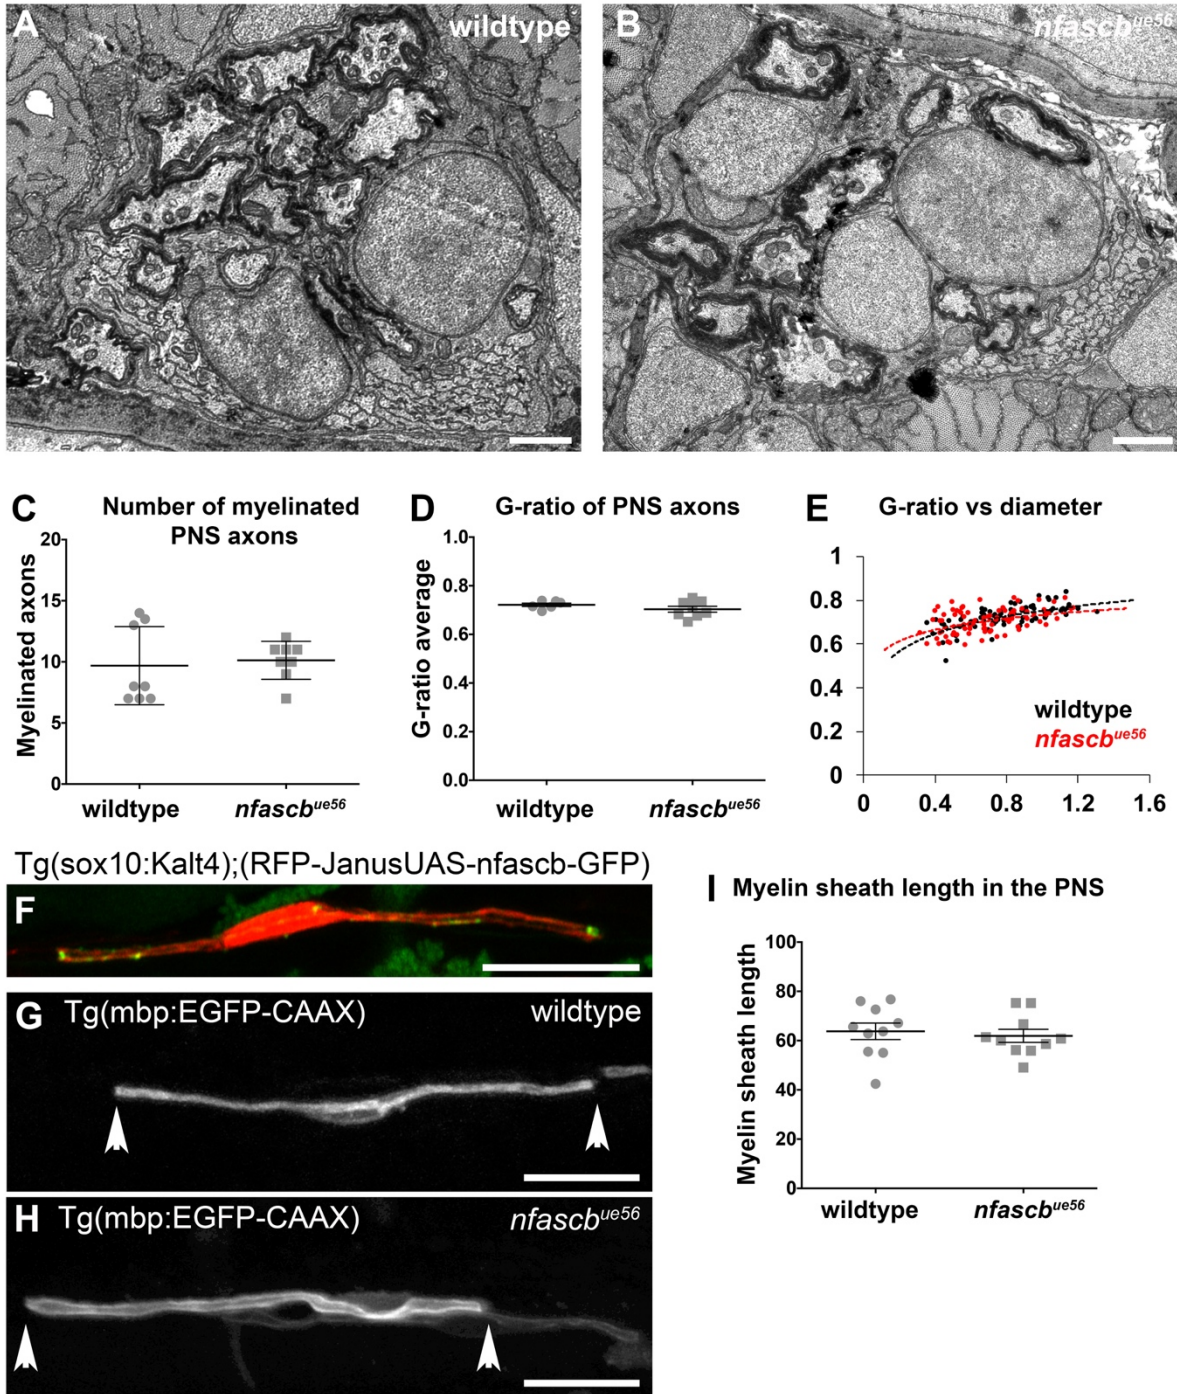 A
wildtype
B
nfascb^ue56
C
Number of myelinated
PNS axons
Myelinated axons
20
15
10
5
0
wildtype
nfascb^ue56
D
G-ratio of PNS axons
G-ratio average
1.0
0.8
0.6
0.4
0.2
0.0
wildtype
nfascb^ue56
E
G-ratio vs diameter
1
0.8
0.6
0.4
0.2
0
0
0.4
0.8
1.2
1.6
wildtype
nfascb^ue56
Tg(sox10:Kalt4);(RFP-JanusUAS-nfascb-GFP)
F
G
Tg(mbp:EGFP-CAAX)
wildtype
H
Tg(mbp:EGFP-CAAX)
nfascb^ue56
I
Myelin sheath length in the PNS
Myelin sheath length
100
80
60
40
20
0
wildtype
nfascb^ue56